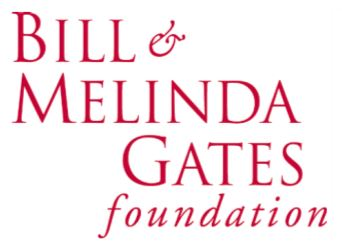 BILL &
MELINDA
GATES
foundation